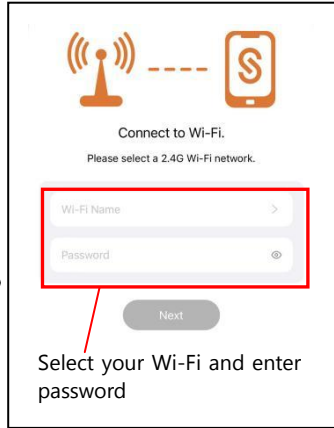 Connect to Wi-Fi.
Please select a 2.4G Wi-Fi network.
Wi-Fi Name
Password
Next
Select your Wi-Fi and enter
password